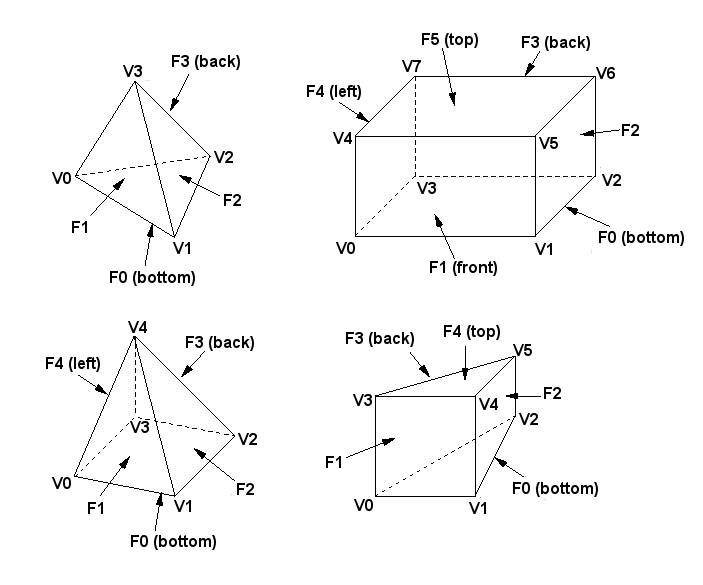 F3 (back)
V3
V2
V0
F2
F1
V1
F0 (bottom)
F5 (top)
F3 (back)
V7
V6
F4 (left)
V4
V5
F2
V3
V2
V0
V1
F0 (bottom)
F1 (front)
V4
F3 (back)
F4 (left)
V3
V2
V0
F2
F1
V1
F0 (bottom)
F4 (top)
F3 (back)
V5
V3
V4
F2
V2
F1
F0 (bottom)
V0
V1